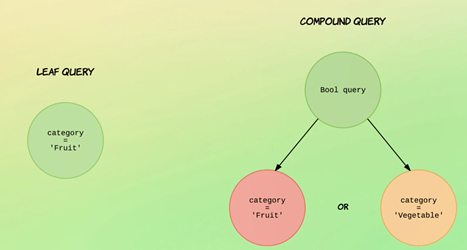 COMPOUND QUERY
LEAF QUERY
Bool query
category
=
'Fruit'
category
=
'Fruit'
OR
category
=
'Vegetable'